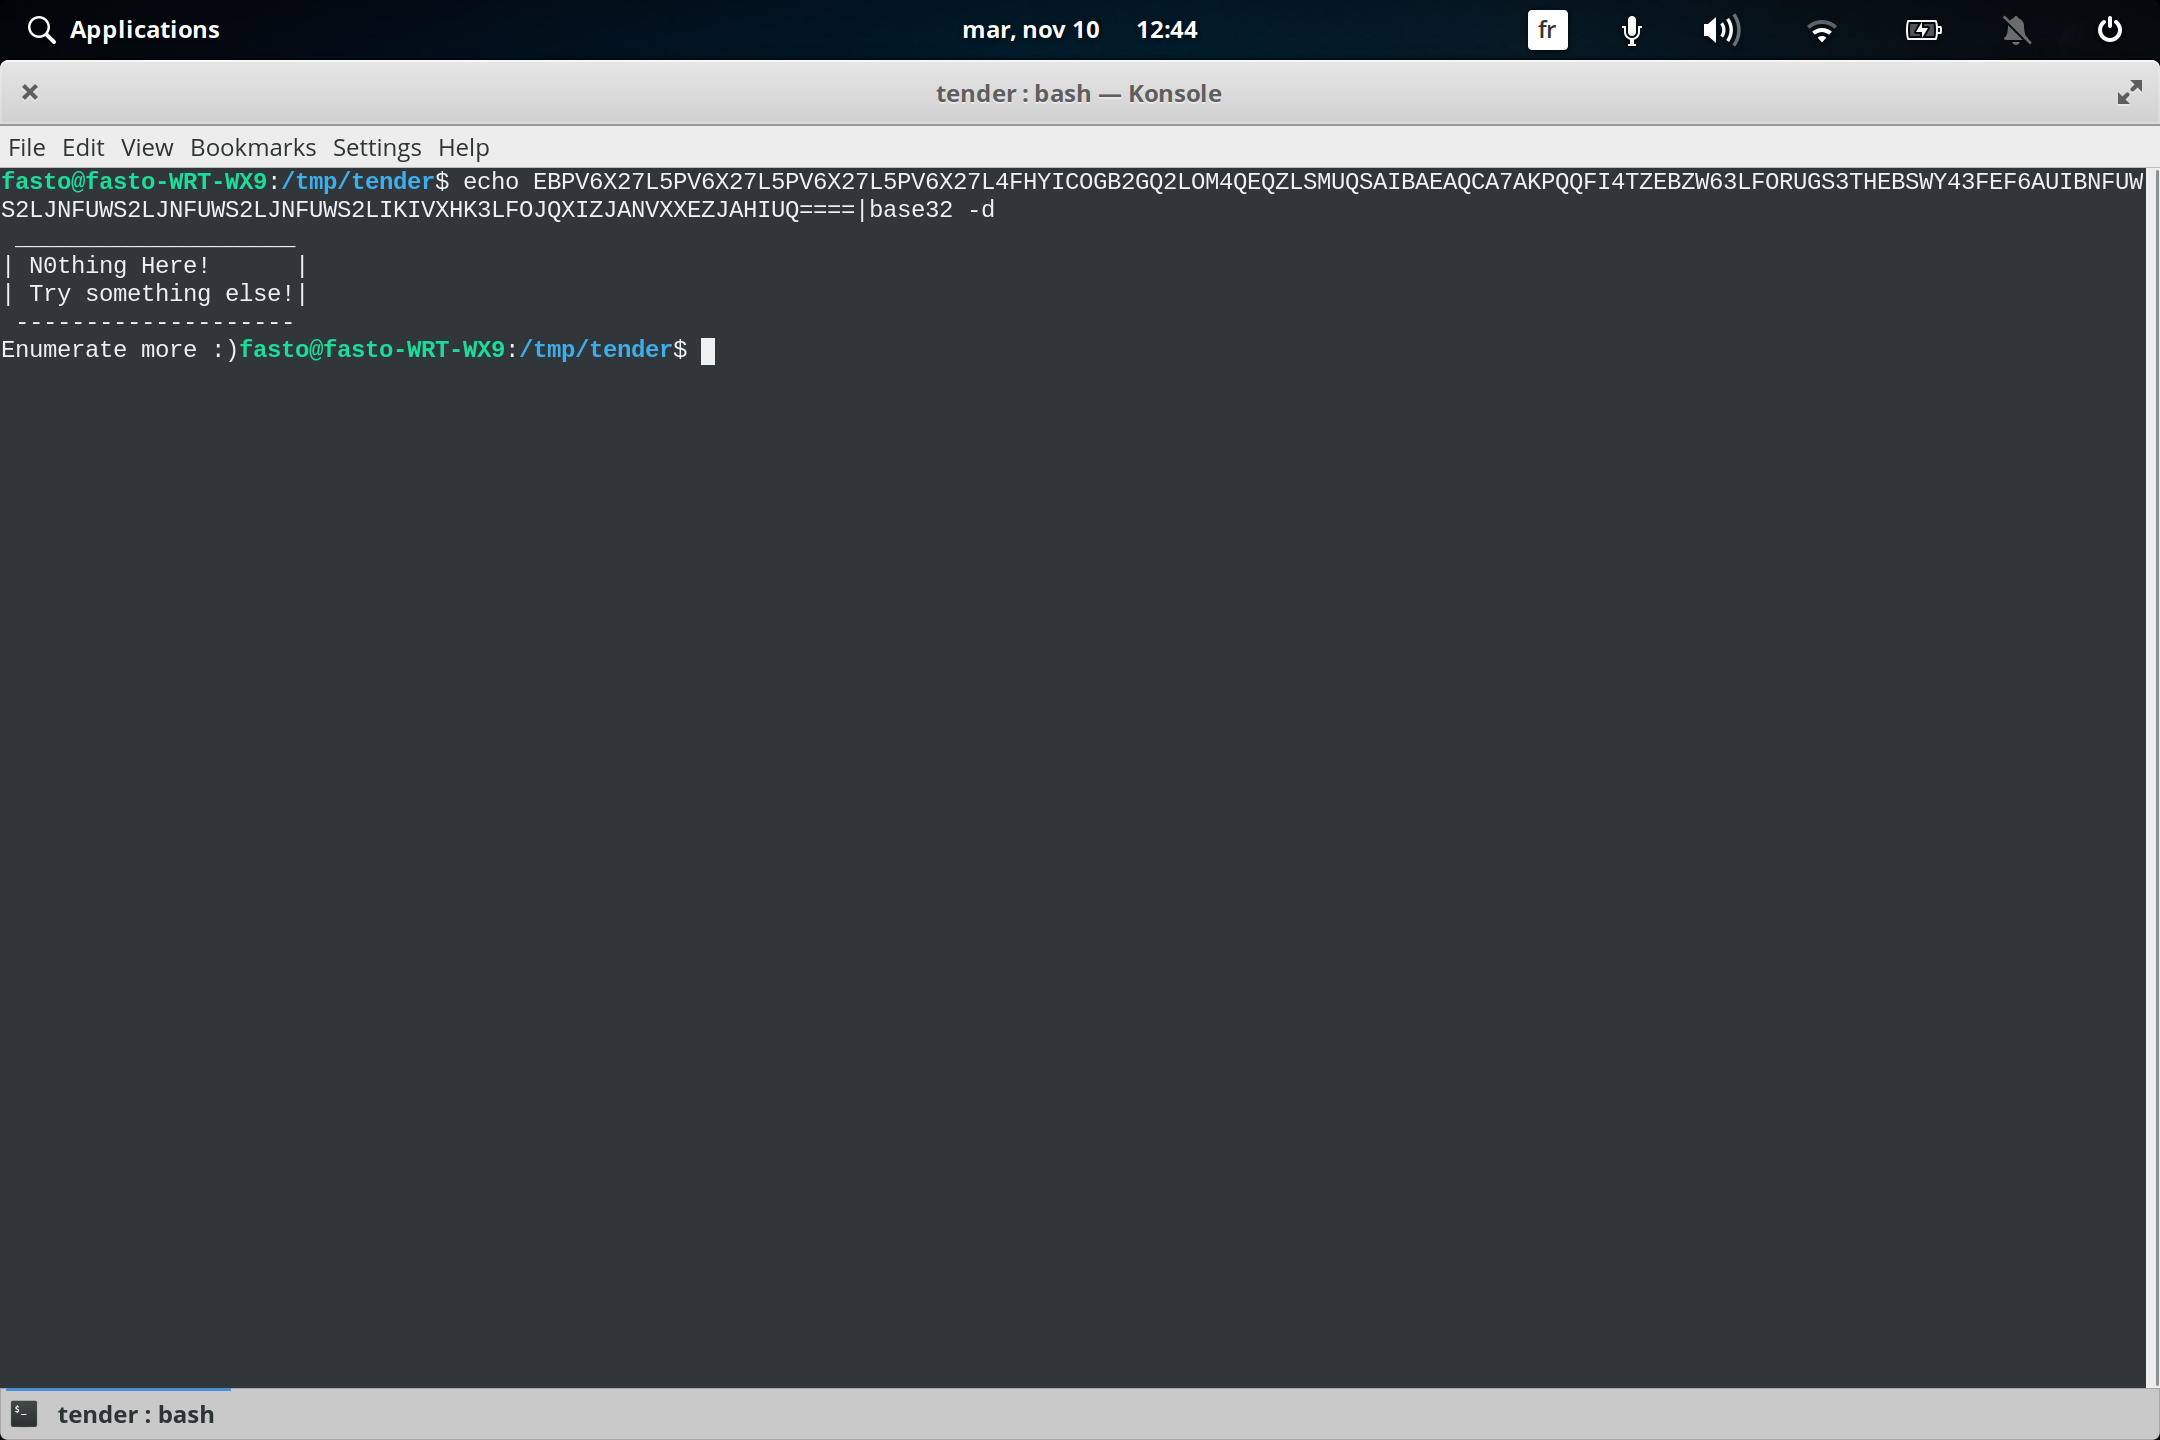 Applications
mar, nov 10 12:44
fr
tender : bash — Konsole
File Edit View Bookmarks Settings Help
fasto@fasto-WRT-WX9:/tmp/tender$ echo EBPV6X27L5PV6X27L5PV6X27L5PV6X27L4FHYICOGB2GQ2LOM4QEQZLSMUQSAIBAEAQCA7AKPQQFI4TZEBZW63LFORUGS3THEBSWY43FEF6AUIBNFUW
S2LJNFUWS2LJNFUWS2LJNFUWS2LIKIVXHK3LFOJQXIZJANVXXEZJAHIUQ====|base32 -d
 ____________________
| N0thing Here!      |
| Try something else!|
 --------------------
Enumerate more :)fasto@fasto-WRT-WX9:/tmp/tender$
tender : bash